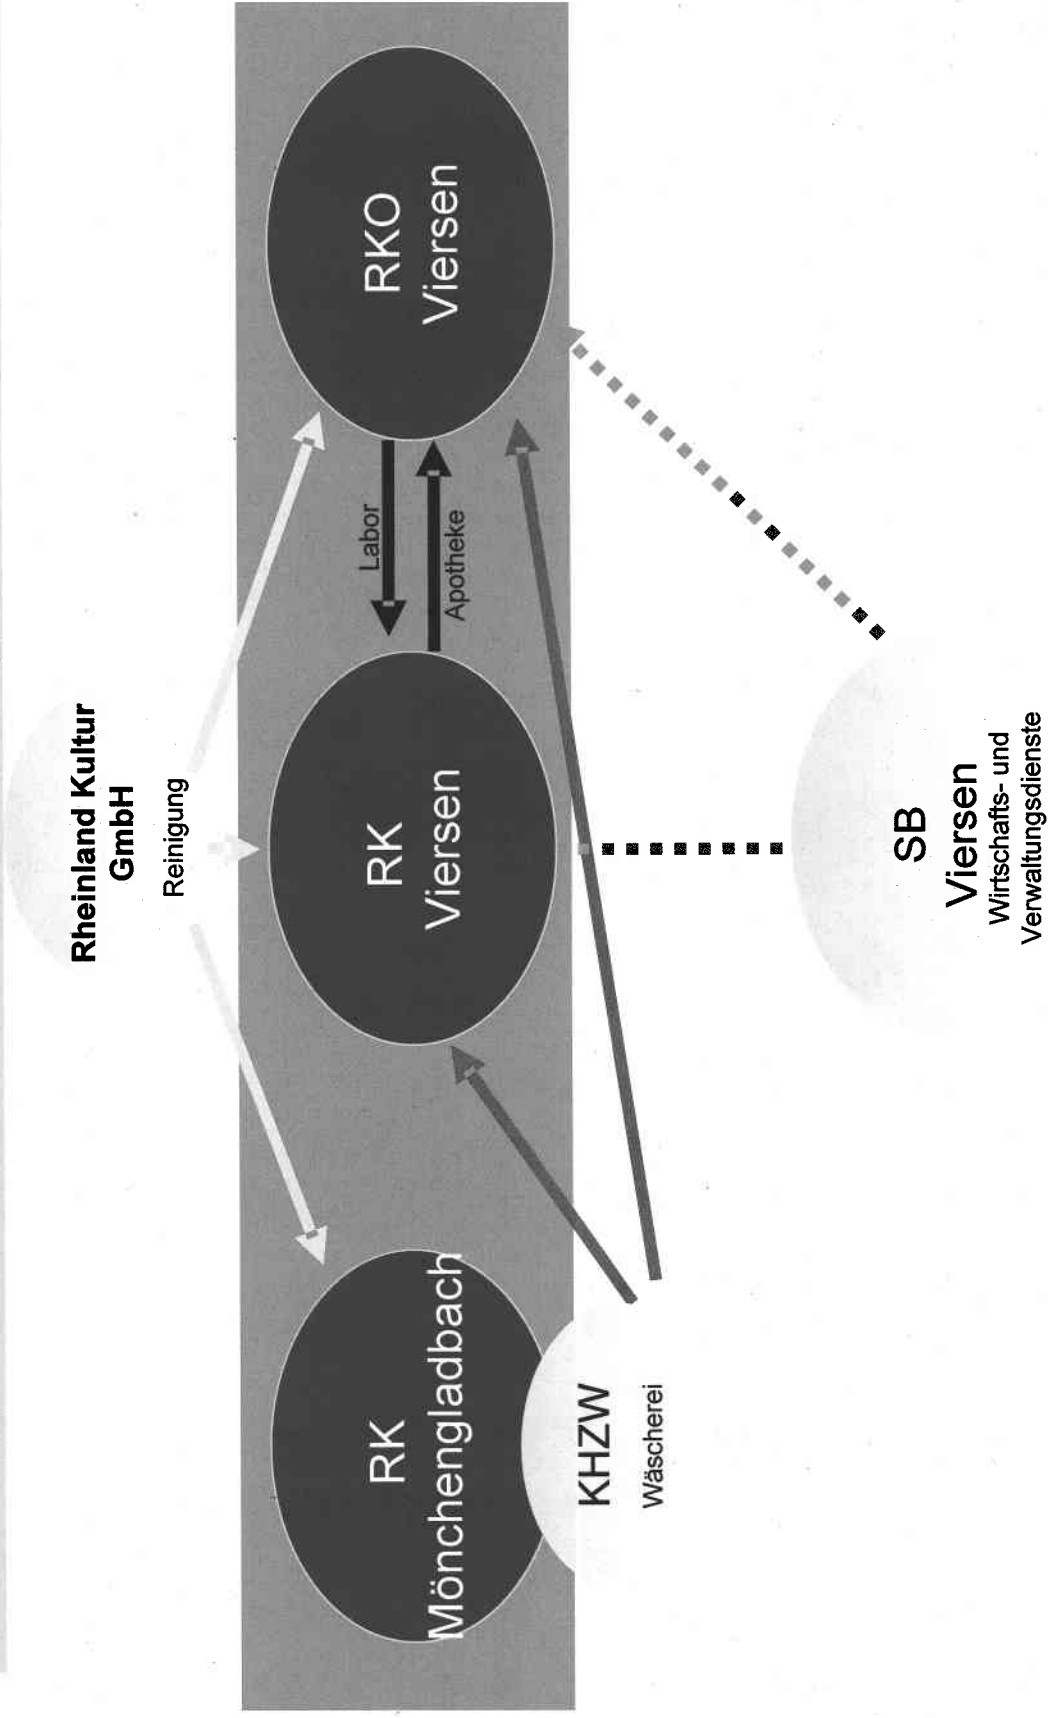 Rheinland Kultur
GmbH
Reinigung
RK
Mönchengladbach
RK
Viersen
Labor
Apotheke
RKO
Viersen
KHZW
Wäscherei
SB
Viersen
Wirtschafts- und
Verwaltungsdienste